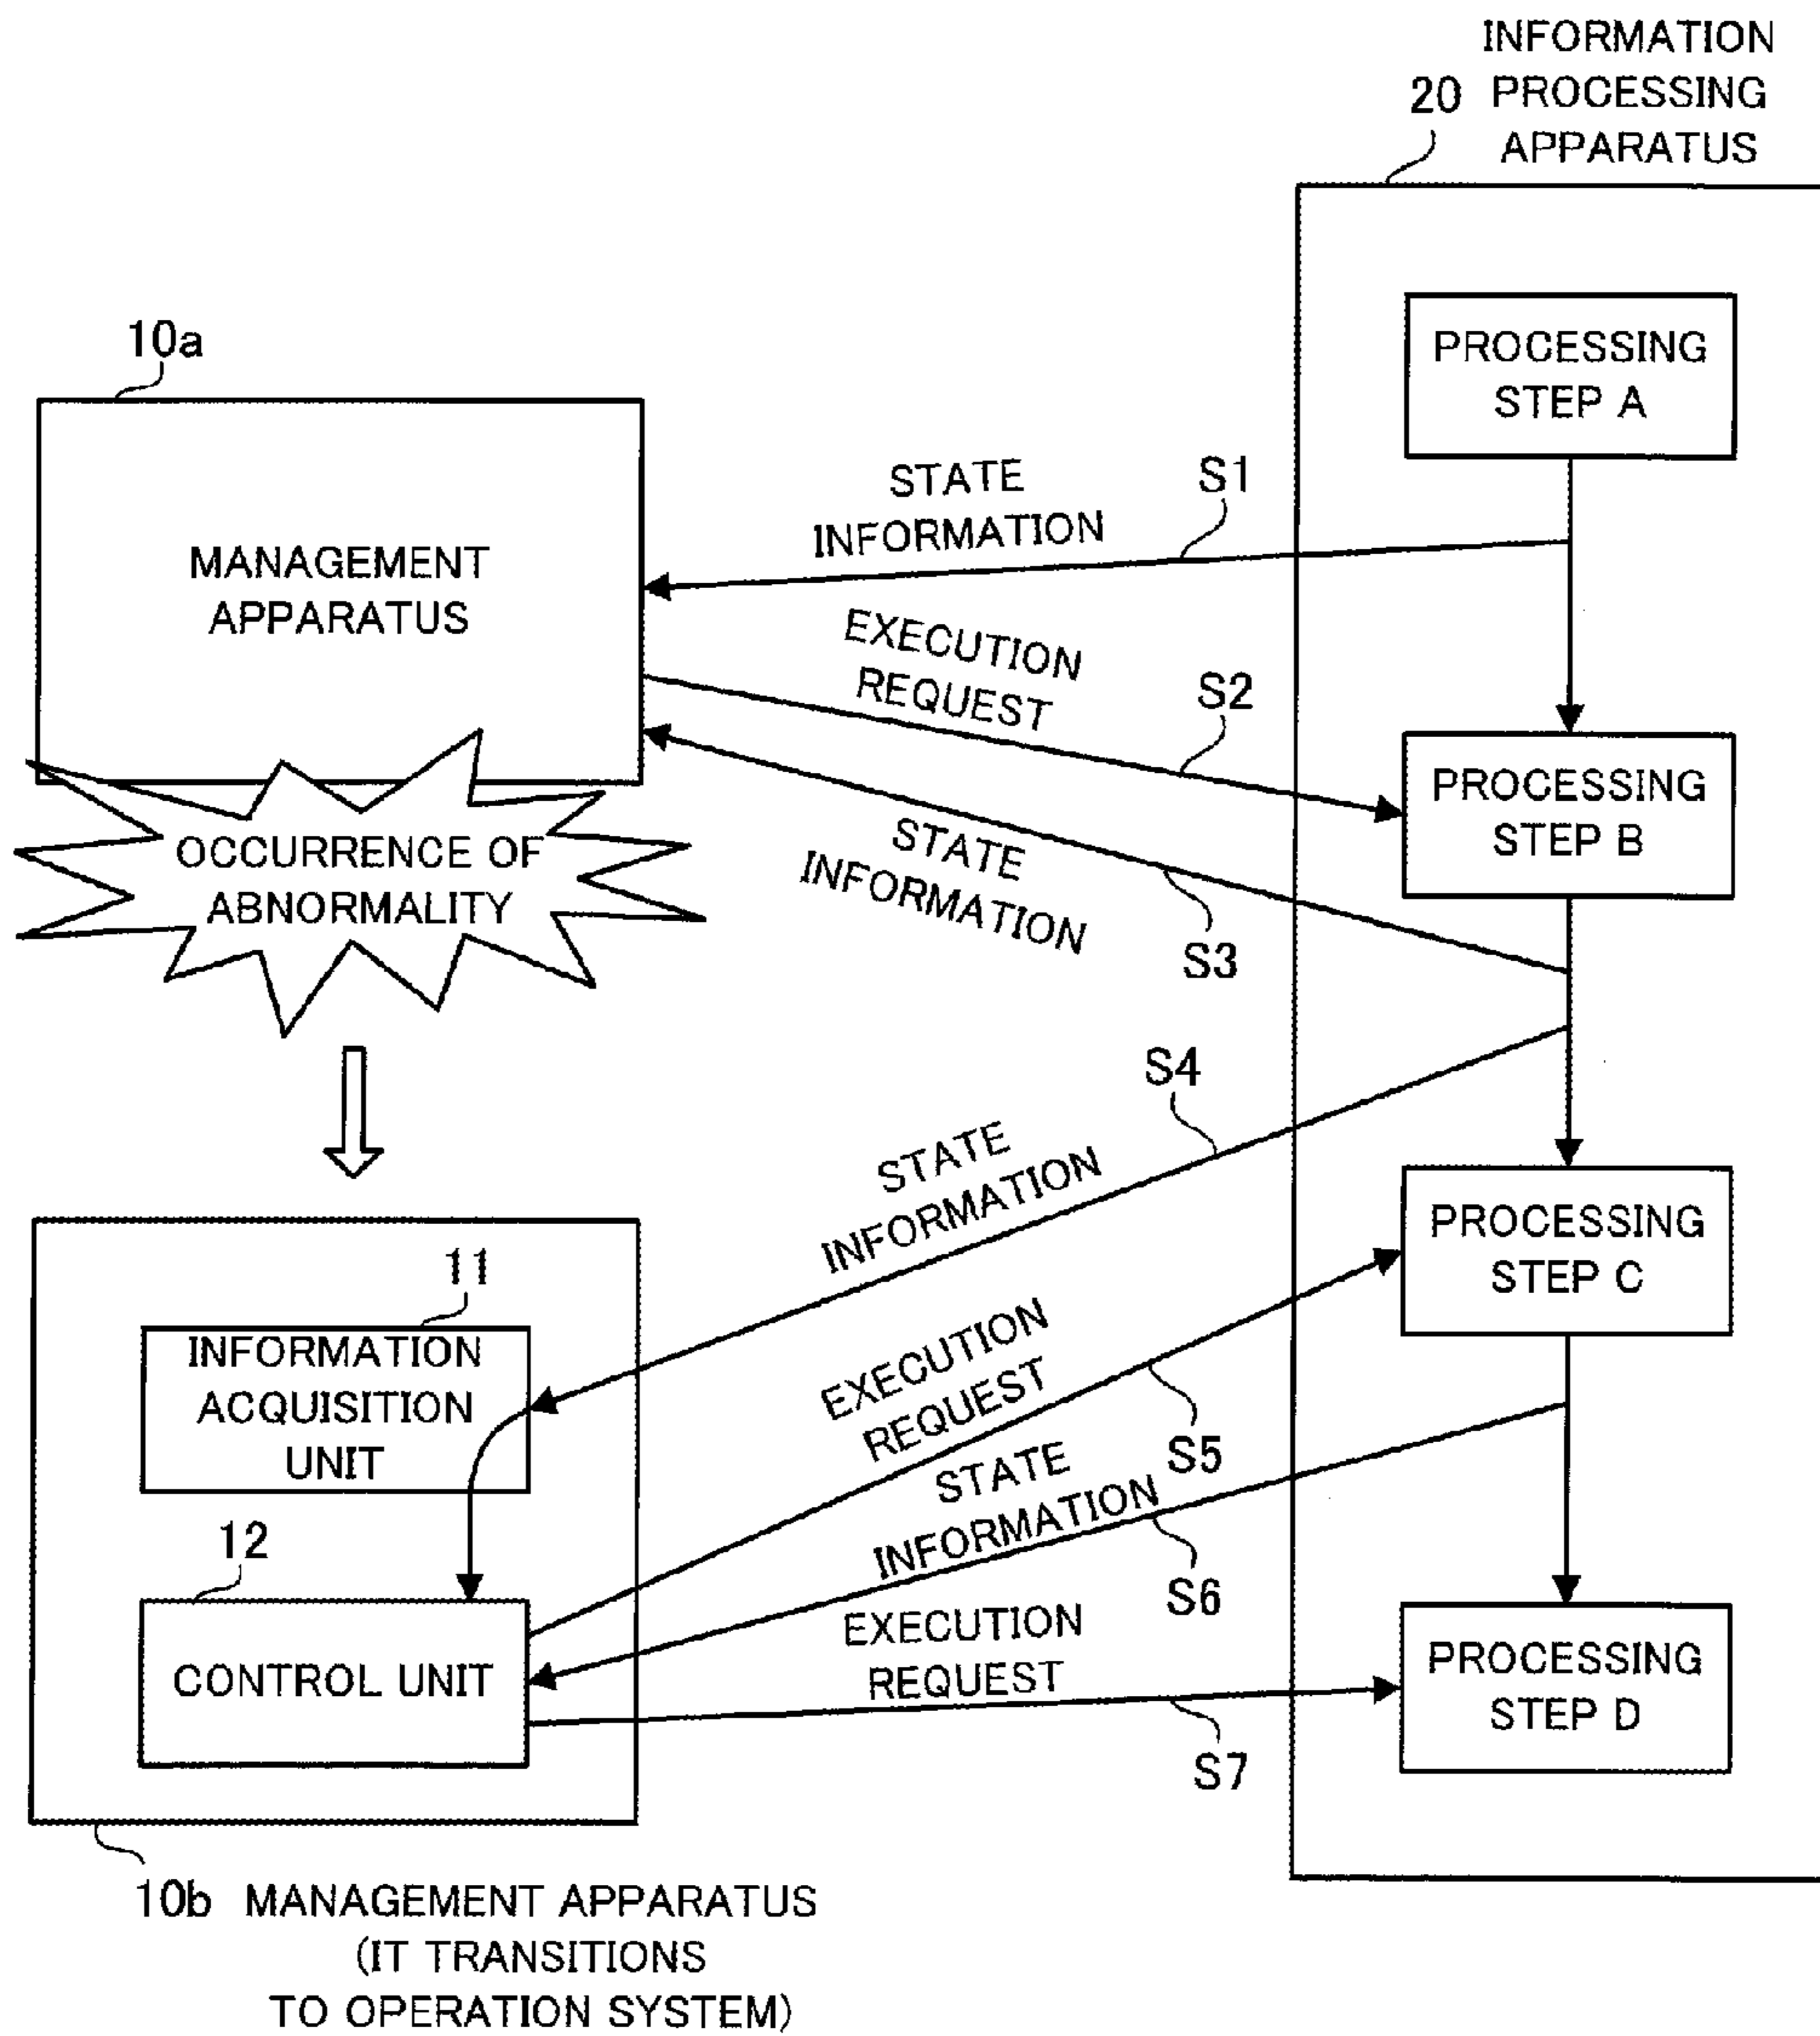 INFORMATION
20 PROCESSING
APPARATUS
10a
PROCESSING
STEP A
STATE
INFORMATION
S1
MANAGEMENT
APPARATUS
EXECUTION
REQUEST
S2
PROCESSING
STEP B
OCCURRENCE OF
ABNORMALITY
STATE
INFORMATION
S3
S4
STATE
INFORMATION
PROCESSING
STEP C
11
INFORMATION
ACQUISITION
UNIT
EXECUTION
REQUEST
S5
STATE
INFORMATION
S6
12
CONTROL UNIT
EXECUTION
REQUEST
S7
PROCESSING
STEP D
10b MANAGEMENT APPARATUS
(IT TRANSITIONS
TO OPERATION SYSTEM)